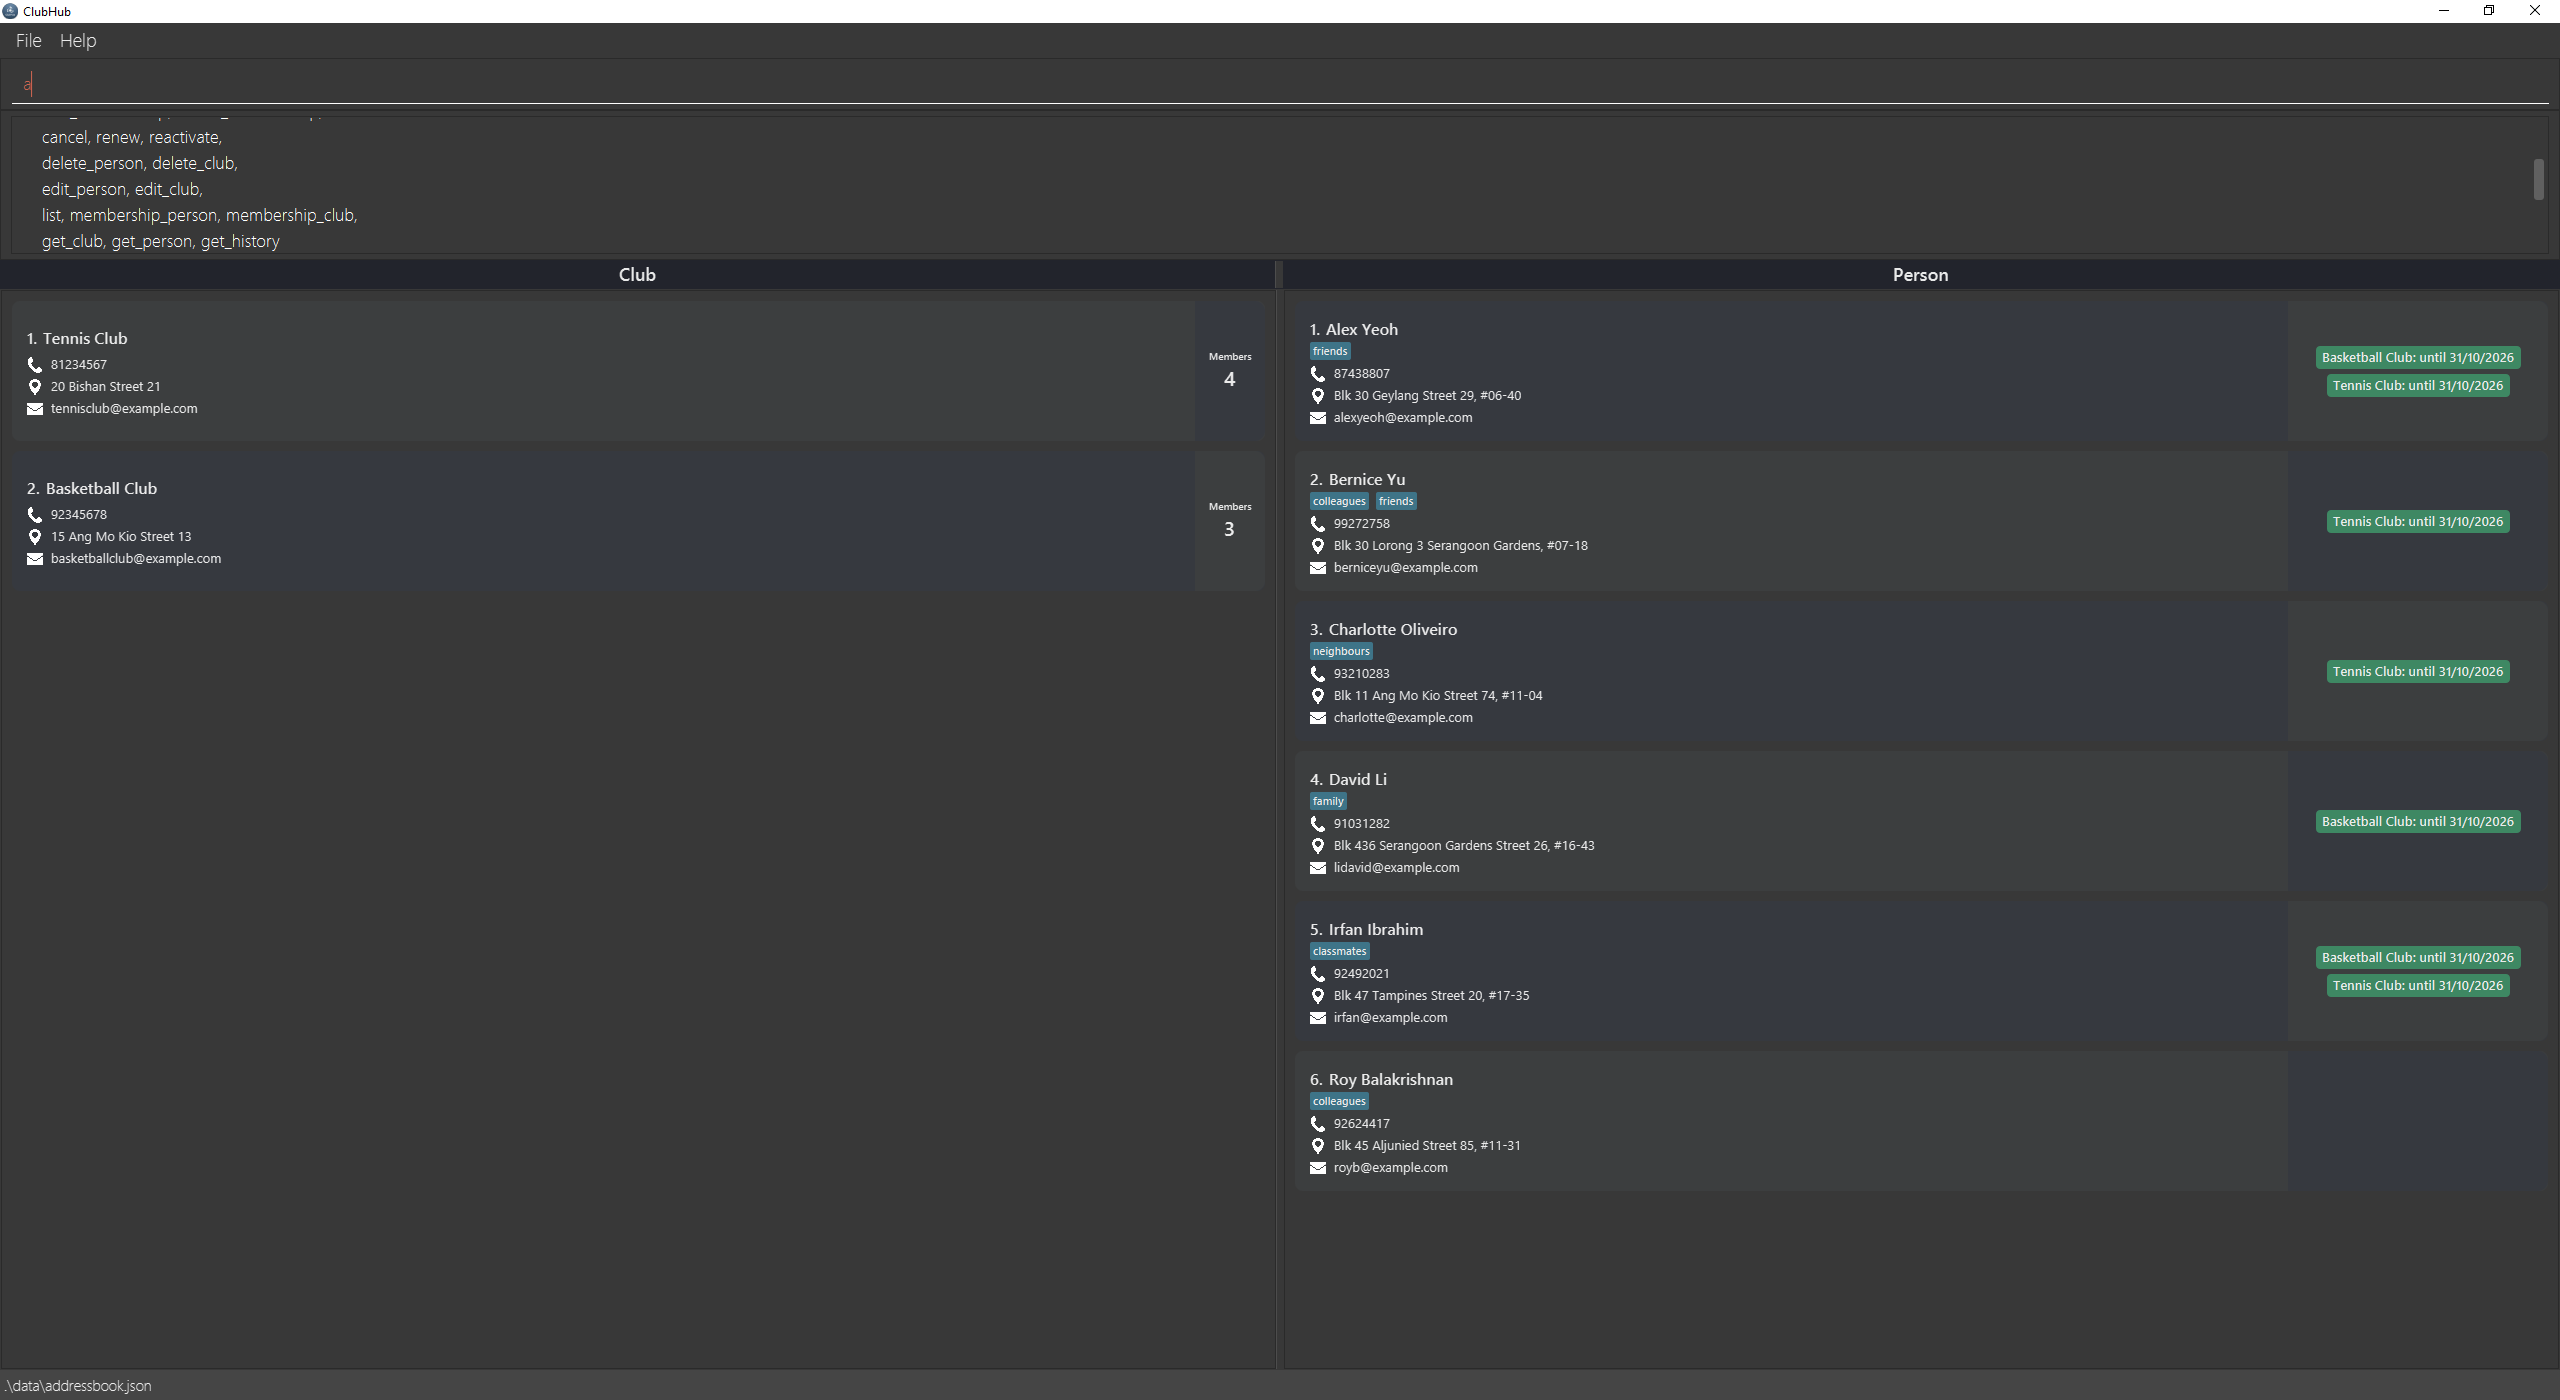 ClubHub
File Help
a
cancel, renew, reactivate,
delete_person, delete_club,
edit_person, edit_club,
list, membership_person, membership_club,
get_club, get_person, get_history
Club
1. Tennis Club
81234567
20 Bishan Street 21
tennisclub@example.com
Members
4
2. Basketball Club
92345678
15 Ang Mo Kio Street 13
basketballclub@example.com
Members
3
Person
1. Alex Yeoh
friends
87438807
Blk 30 Geylang Street 29, #06-40
alexyeoh@example.com
Basketball Club: until 31/10/2026
Tennis Club: until 31/10/2026
2. Bernice Yu
colleagues friends
99272758
Blk 30 Lorong 3 Serangoon Gardens, #07-18
berniceyu@example.com
Tennis Club: until 31/10/2026
3. Charlotte Oliveiro
neighbours
93210283
Blk 11 Ang Mo Kio Street 74, #11-04
charlotte@example.com
Tennis Club: until 31/10/2026
4. David Li
family
91031282
Blk 436 Serangoon Gardens Street 26, #16-43
lidavid@example.com
Basketball Club: until 31/10/2026
5. Irfan Ibrahim
classmates
92492021
Blk 47 Tampines Street 20, #17-35
irfan@example.com
Basketball Club: until 31/10/2026
Tennis Club: until 31/10/2026
6. Roy Balakrishnan
colleagues
92624417
Blk 45 Aljunied Street 85, #11-31
royb@example.com
.\data\addressbook.json